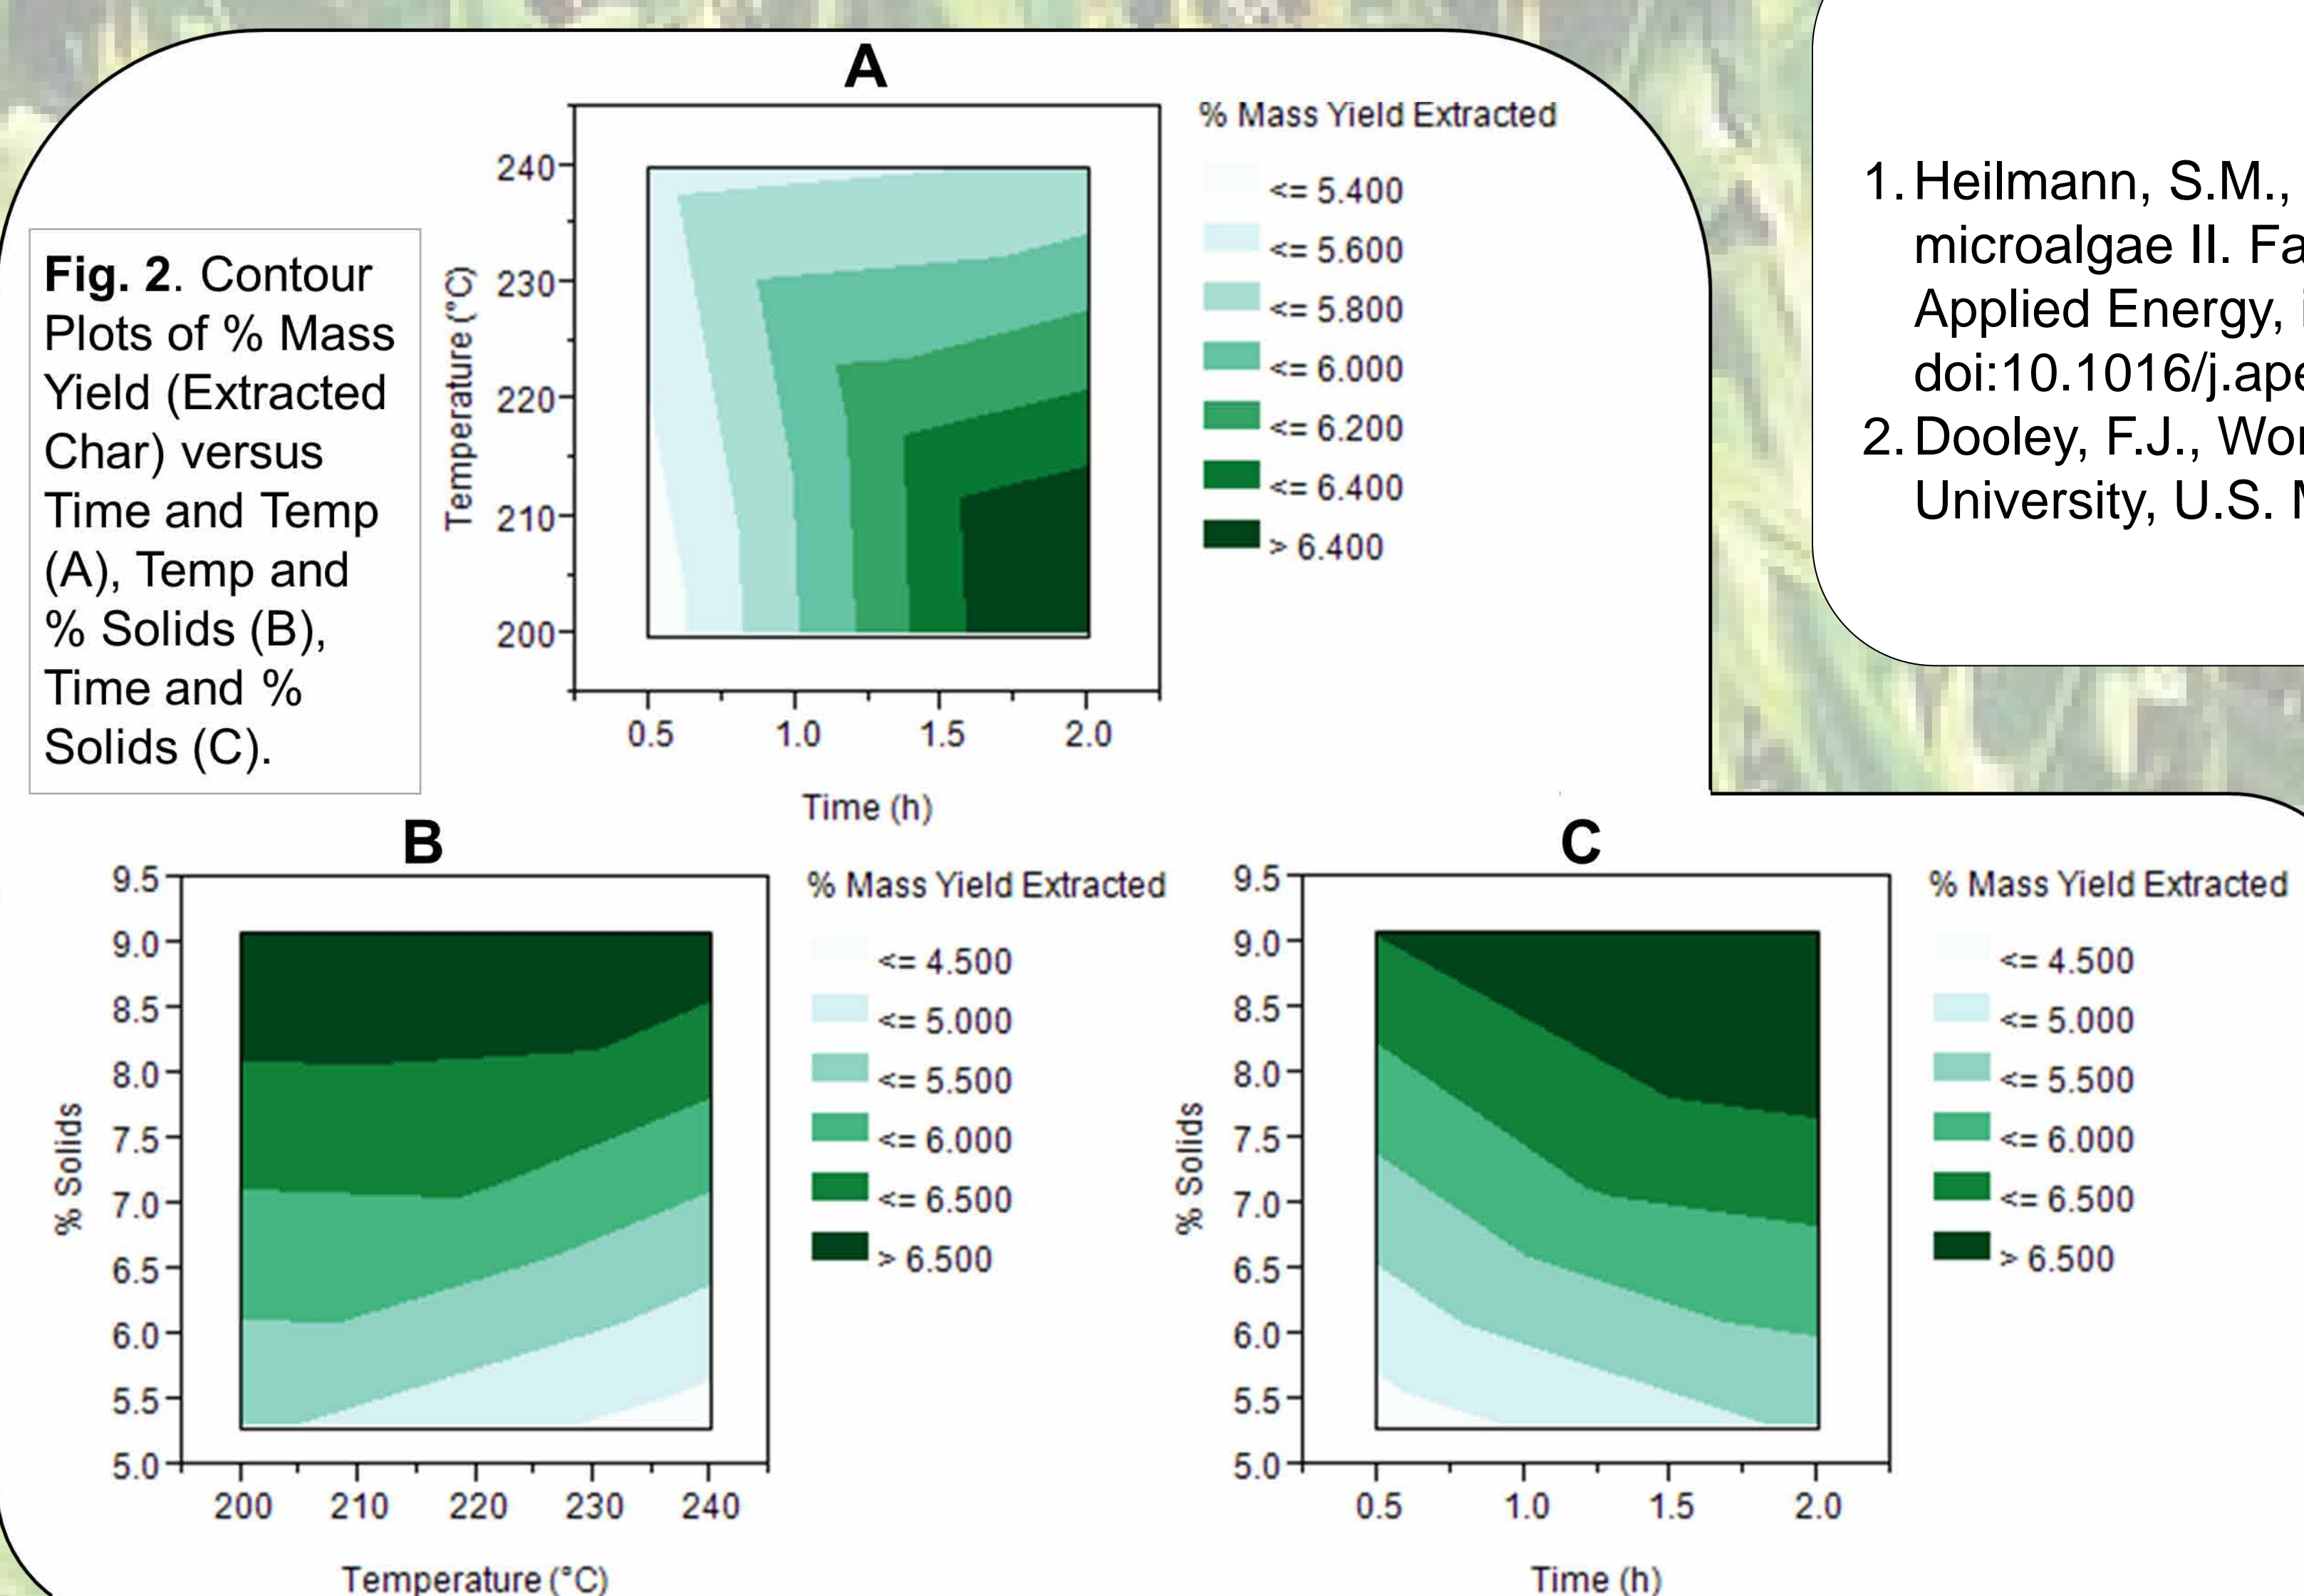 A
% Mass Yield Extracted
<= 5.400
<= 5.600
<= 5.800
<= 6.000
<= 6.200
<= 6.400
> 6.400
240
230
220
210
200
Temperature (°C)
0.5 1.0 1.5 2.0
Time (h)
Fig. 2. Contour
Plots of % Mass
Yield (Extracted
Char) versus
Time and Temp
(A), Temp and
% Solids (B),
Time and %
Solids (C).
1. Heilmann, S.M.,
microalgae II. Fa
Applied Energy, i
doi:10.1016/j.ape
2. Dooley, F.J., Wor
University, U.S.
B
% Mass Yield Extracted
<= 4.500
<= 5.000
<= 5.500
<= 6.000
<= 6.500
> 6.500
9.5
9.0
8.5
8.0
7.5
7.0
6.5
6.0
5.5
5.0
% Solids
200 210 220 230 240
Temperature (°C)
C
% Mass Yield Extracted
<= 4.500
<= 5.000
<= 5.500
<= 6.000
<= 6.500
> 6.500
9.5
9.0
8.5
8.0
7.5
7.0
6.5
6.0
5.5
5.0
% Solids
0.5 1.0 1.5 2.0
Time (h)